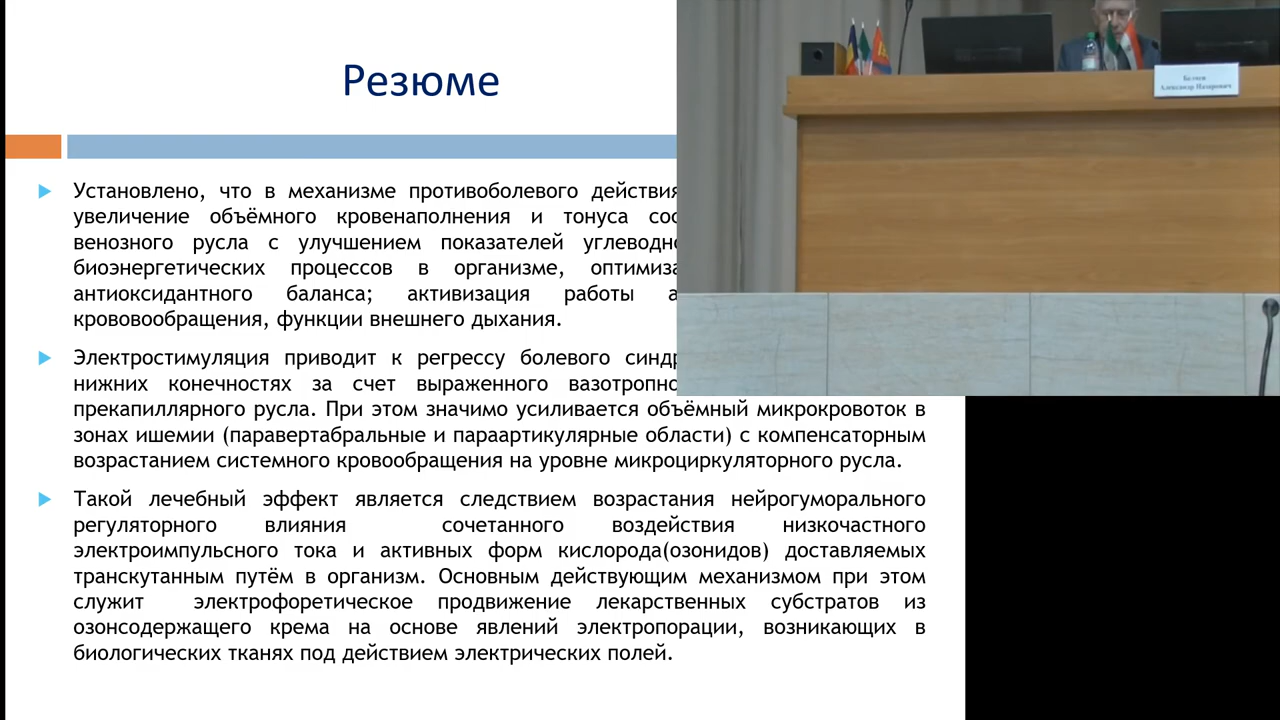 Резюме
Установлено, что в механизме противоболевого действия
увеличение объёмного кровенаполнения и тонуса
венозного русла с улучшением показателей
биоэнергетических процессов в организме,
антиоксидантного баланса; активизация работы
крововообращения, функции внешнего дыхания.
Электростимуляция приводит к регрессу болевого
нижних конечностях за счет выраженного
прекапиллярного русла. При этом значимо усиливается объёмный микрокровоток в
зонах ишемии (паравертабральные и параартикулярные области) с компенсаторным
возрастанием системного кровообращения на уровне микроциркуляторного русла.
Такой лечебный эффект является следствием возрастания нейрогуморального
регуляторного влияния сочетанного воздействия низкочастного
электроимпульсного тока и активных форм кислорода(озонидов) доставляемых
транскутанным путём в организм. Основным действующим механизмом при этом
служит электрофоретическое продвижение лекарственных субстратов из
озонсодержащего крема на основе явлений электропорации, возникающих в
биологических тканях под действием электрических полей.
Александр Назарович